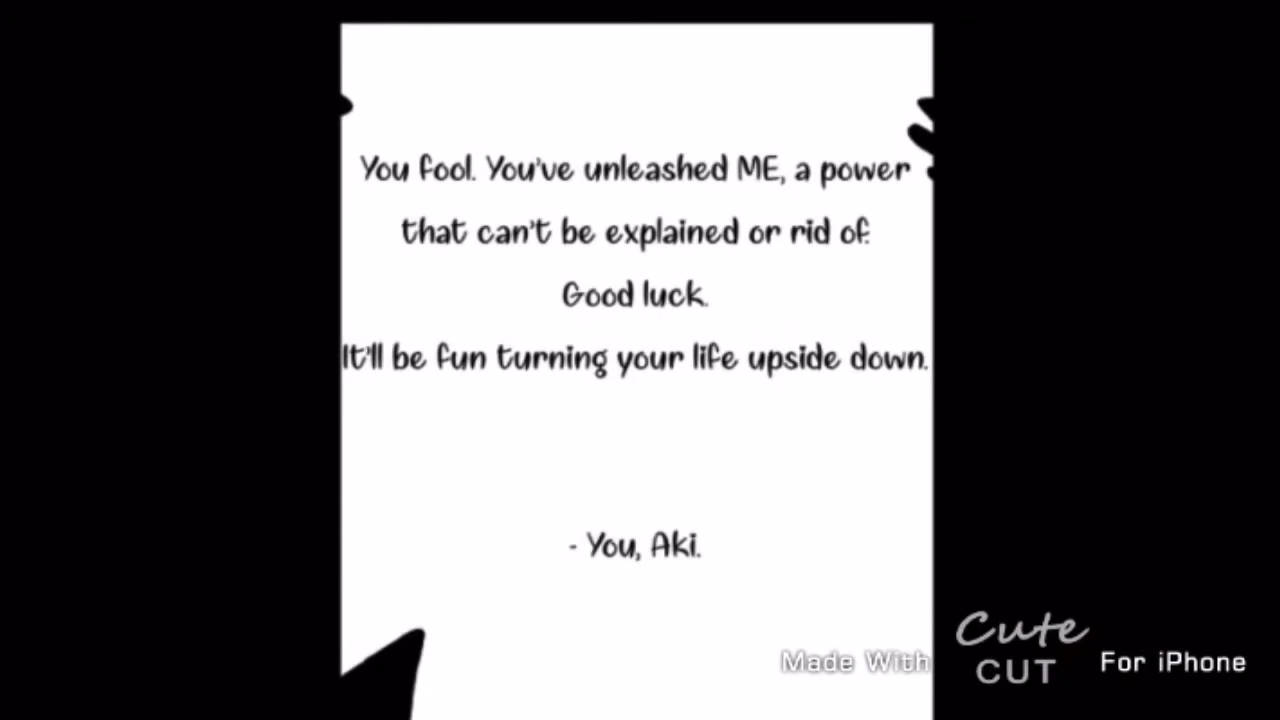 You fool. You've unleashed ME, a power
that can't be explained or rid of.
Good luck.
It'll be fun turning your life upside down.
- You, Aki.
Cute
Made With CUT For iPhone